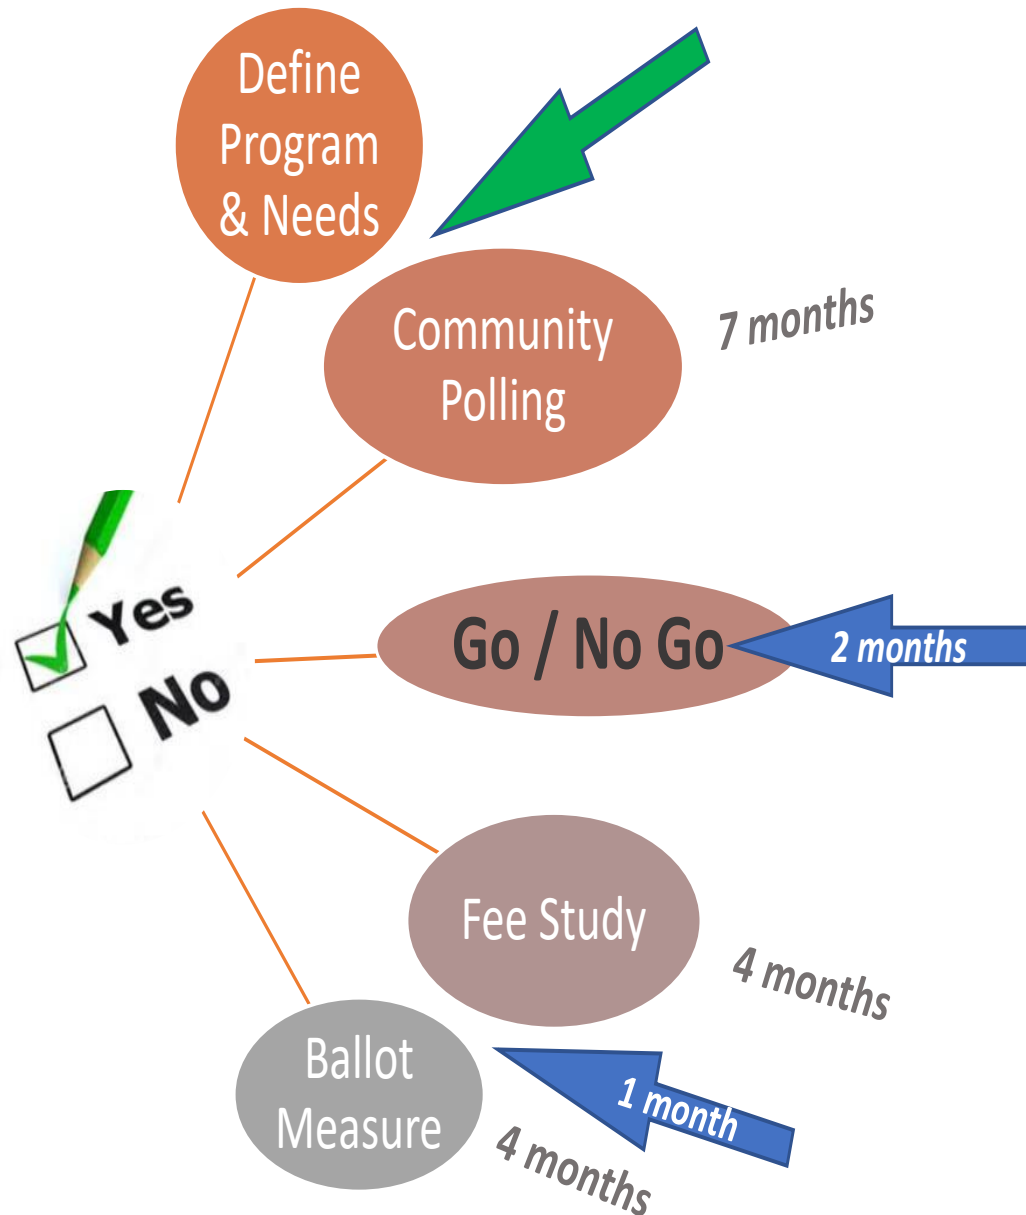 Define
Program
& Needs
Community
Polling
7 months
Yes
No
Go / No Go
2 months
Fee Study
4 months
Ballot
Measure
1 month
4 months